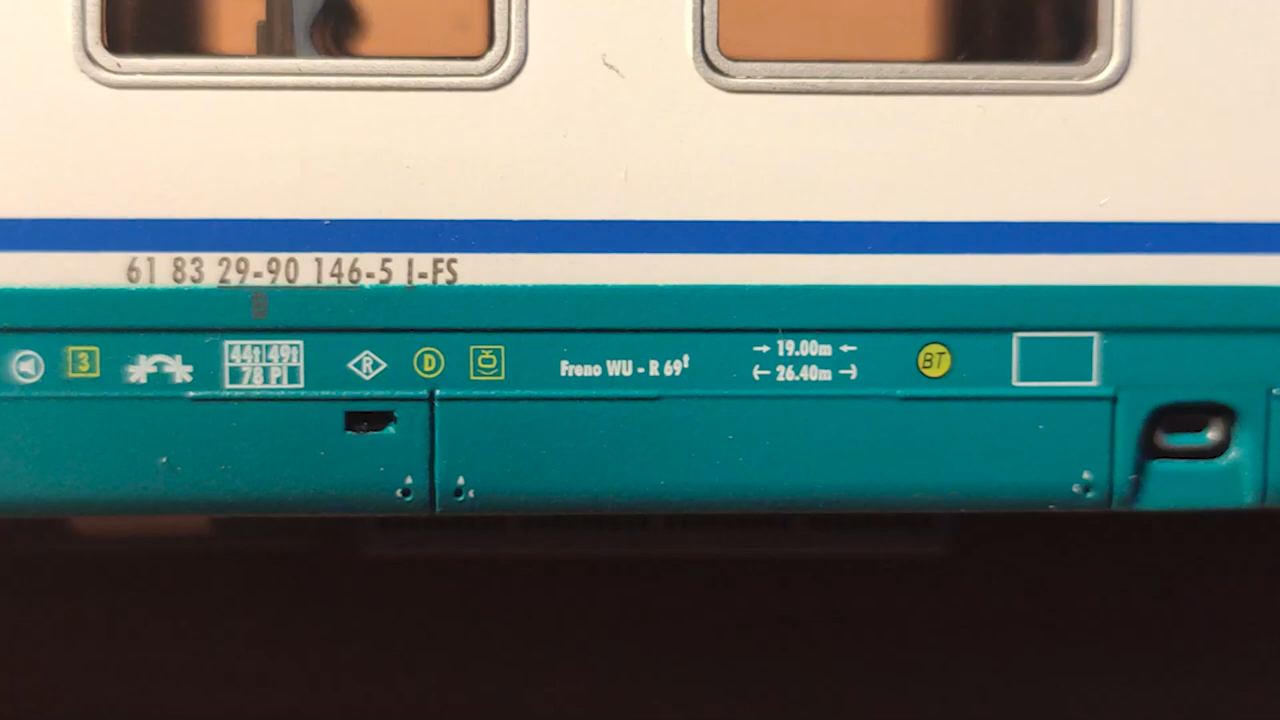 61 83 29-90 146-5 I-FS
3
44t 49t
78 Pl
R
D
Freno WU - R 69t
→ 19.00m ←
(← 26.40m →)
BT